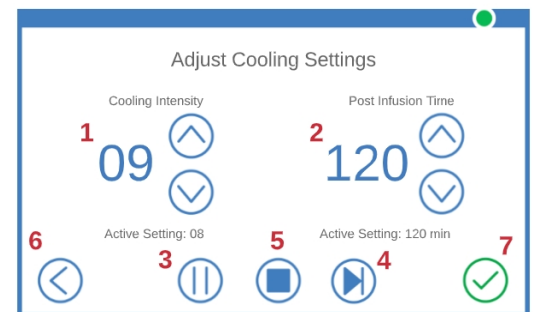 Adjust Cooling Settings
Cooling Intensity
Post Infusion Time
1
09
2
120
Active Setting: 08
Active Setting: 120 min
6
3
5
4
7